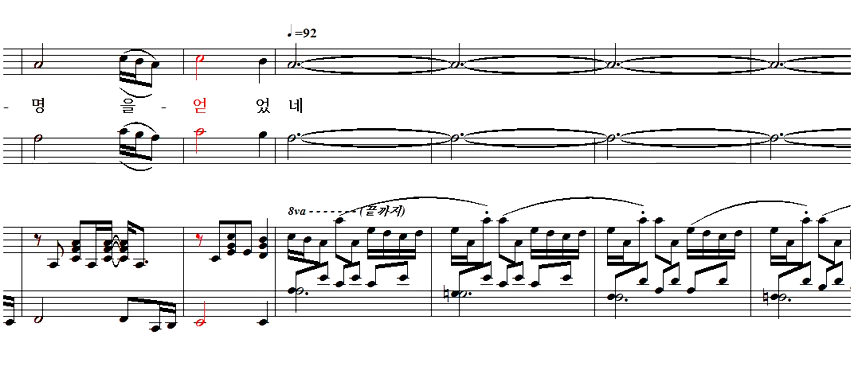 ♩=92
- 명 을 - 얻 었 네
8va - - - - - - - (끝까지)